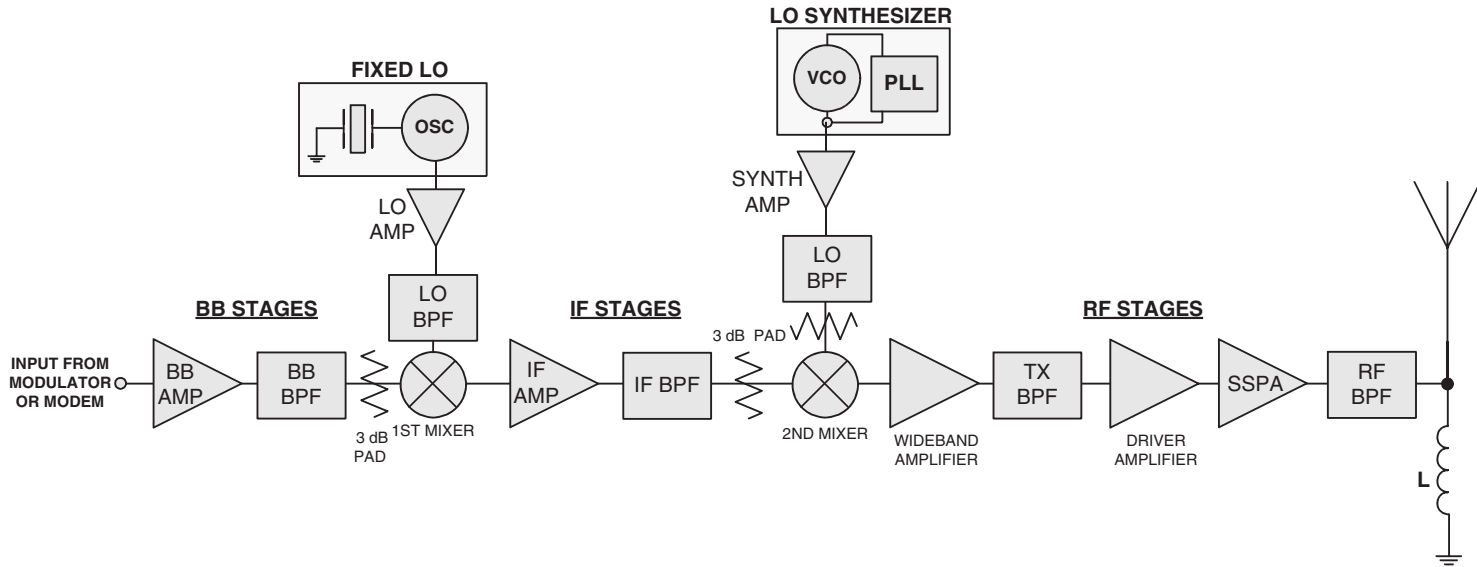 LO SYNTHESIZER
VCO
PLL
FIXED LO
OSC
LO
AMP
SYNTH
AMP
LO
BPF
LO
BPF
BB STAGES
IF STAGES
RF STAGES
3 dB PAD
INPUT FROM
MODULATOR
OR MODEM
BB
AMP
BB
BPF
3 dB
PAD
1ST MIXER
IF
AMP
IF BPF
2ND MIXER
WIDEBAND
AMPLIFIER
TX
BPF
DRIVER
AMPLIFIER
SSPA
RF
BPF
L